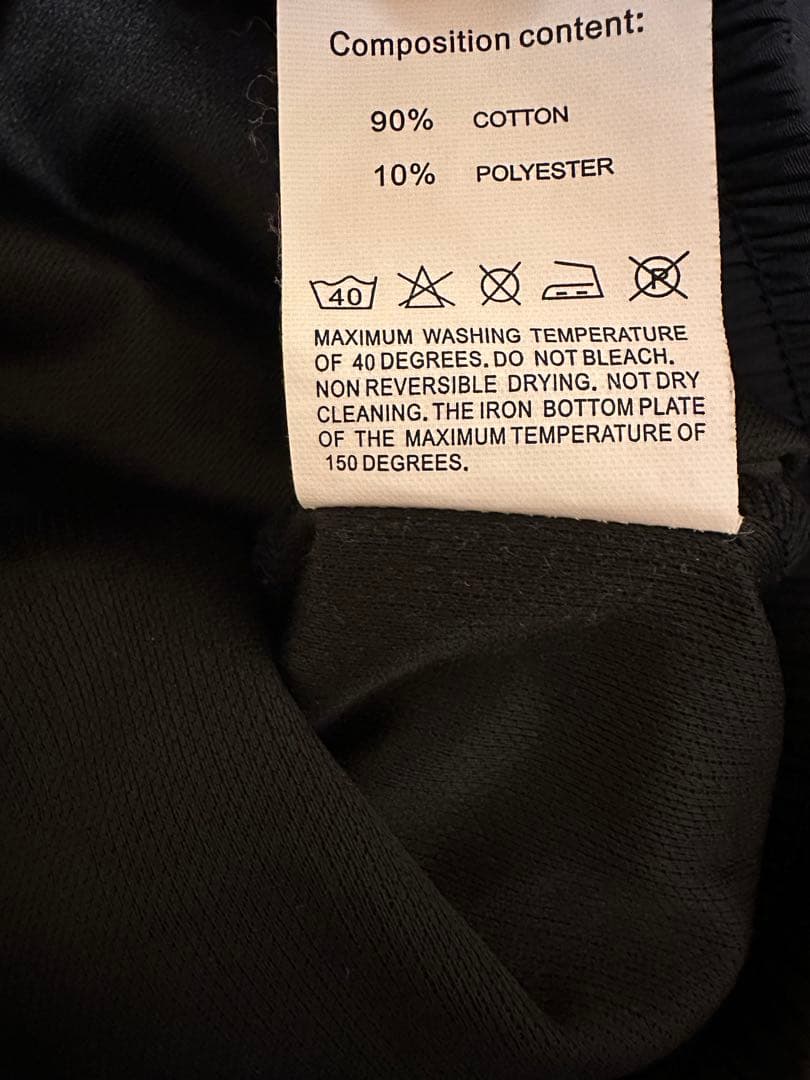 Composition content:
90% COTTON
10% POLYESTER
40 P
MAXIMUM WASHING TEMPERATURE
OF 40 DEGREES. DO NOT BLEACH.
NON REVERSIBLE DRYING. NOT DRY
CLEANING. THE IRON BOTTOM PLATE
OF THE MAXIMUM TEMPERATURE OF
150 DEGREES.